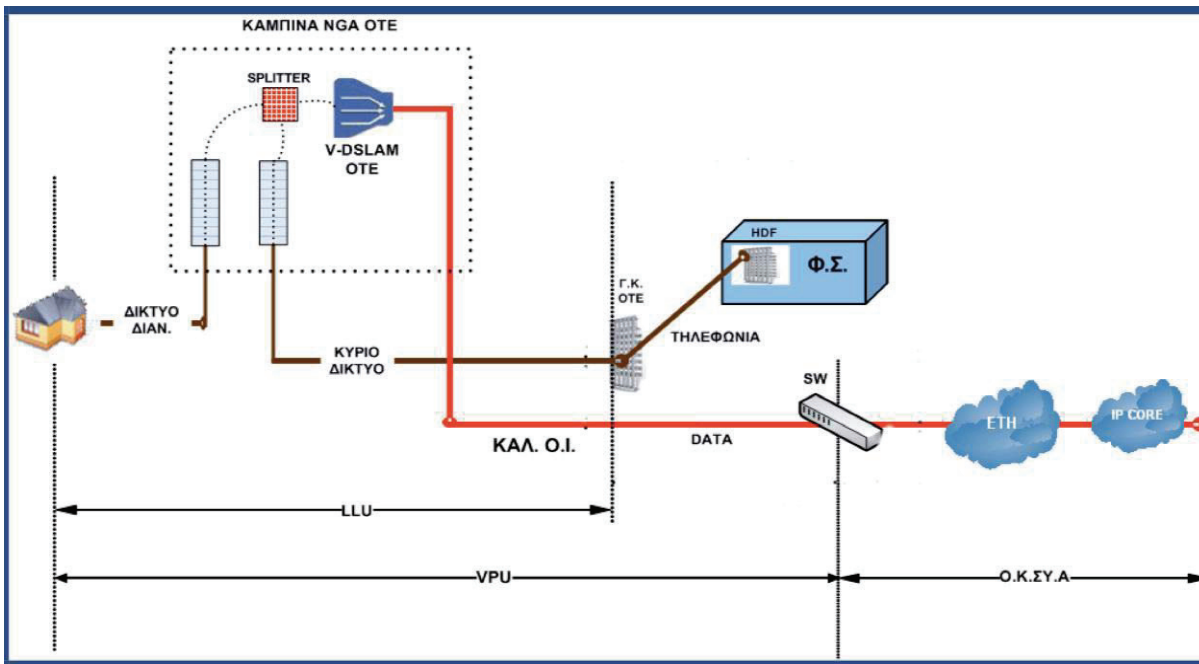 ΚΑΜΠΙΝΑ NGA ΟΤΕ
SPLITTER
V-DSLAM
ΟΤΕ
HDF
Φ.Σ.
Γ.Κ.
ΟΤΕ
ΔΙΚΤΥΟ
ΔΙΑΝ.
ΚΥΡΙΟ
ΔΙΚΤΥΟ
ΤΗΛΕΦΩΝΙΑ
SW
ETH
IP CORE
ΚΑΛ. Ο.Ι.
DATA
LLU
VPU
Ο.Κ.ΣΥ.Α